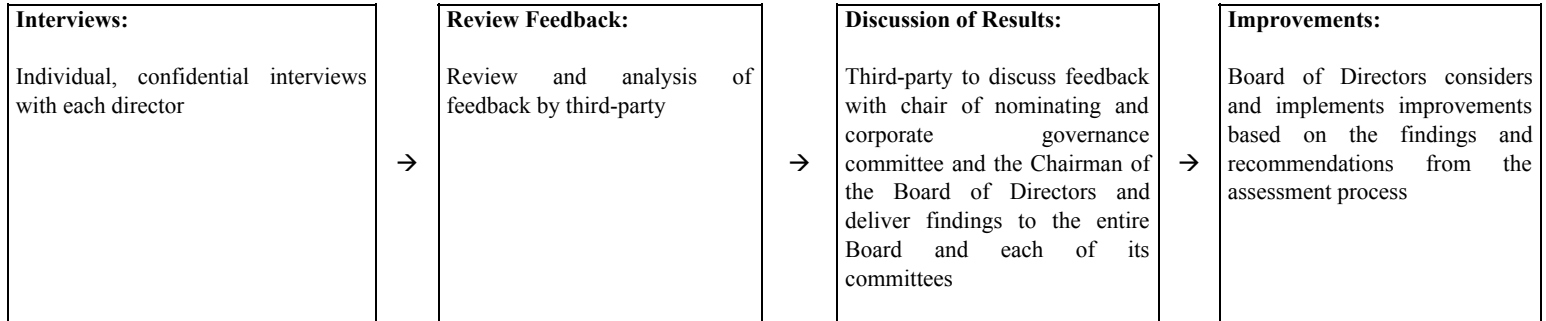 Interviews:
Individual, confidential interviews
with each director
→
Review Feedback:
Review and analysis of
feedback by third-party
→
Discussion of Results:
Third-party to discuss feedback
with chair of nominating and
corporate governance
committee and the Chairman of
the Board of Directors and
deliver findings to the entire
Board and each of its
committees
→
Improvements:
Board of Directors considers
and implements improvements
based on the findings and
recommendations from the
assessment process